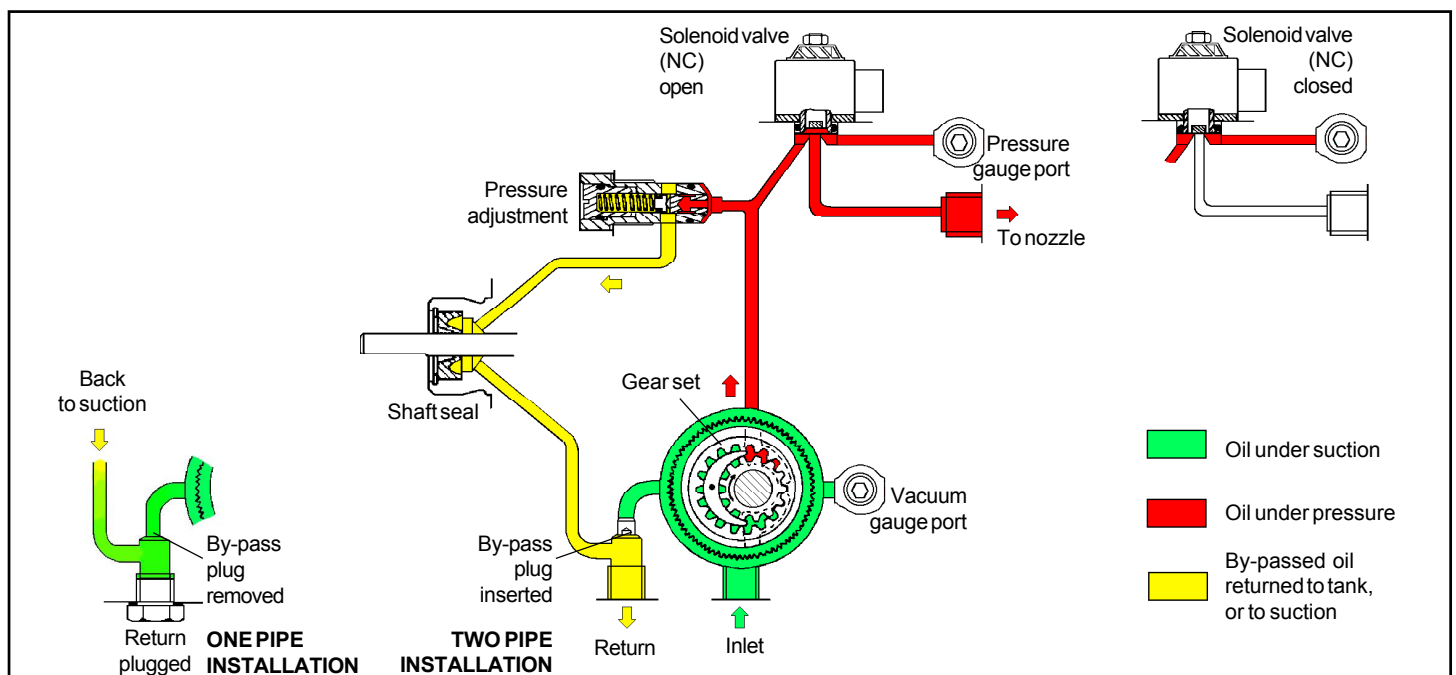 Solenoid valve
(NC)
open
Solenoid valve
(NC)
closed
Pressure
gauge port
Pressure
adjustment
To nozzle
Gear set
Back
to suction
Shaft seal
Oil under suction
Vacuum
gauge port
Oil under pressure
By-pass
plug
removed
By-pass
plug
inserted
By-passed oil
returned to tank,
or to suction
Return
plugged
ONE PIPE
INSTALLATION
TWO PIPE
INSTALLATION
Return
Inlet